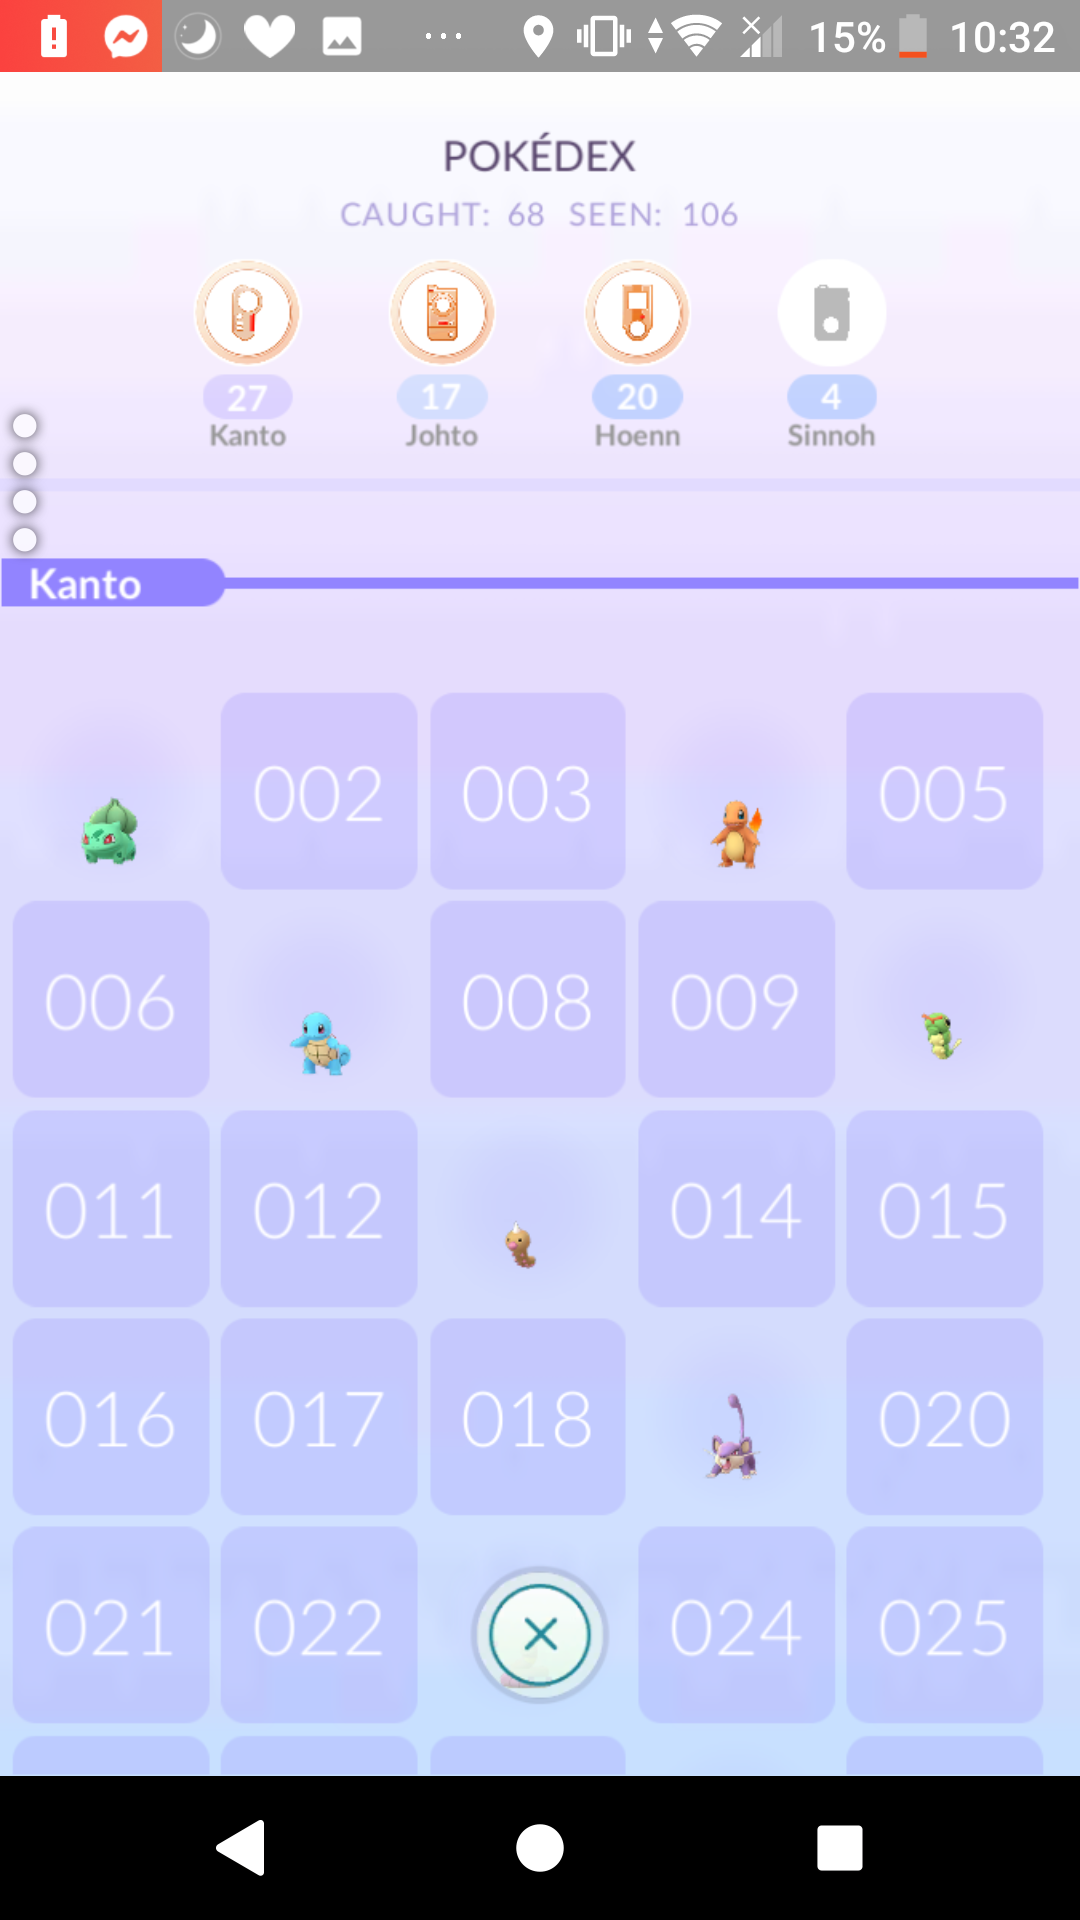 15% 10:32
POKÉDEX
CAUGHT: 68 SEEN: 106
27 17 20 4
Kanto Johto Hoenn Sinnoh
Kanto
002 003 005
006 008 009
011 012 014 015
016 017 018 020
021 022 024 025